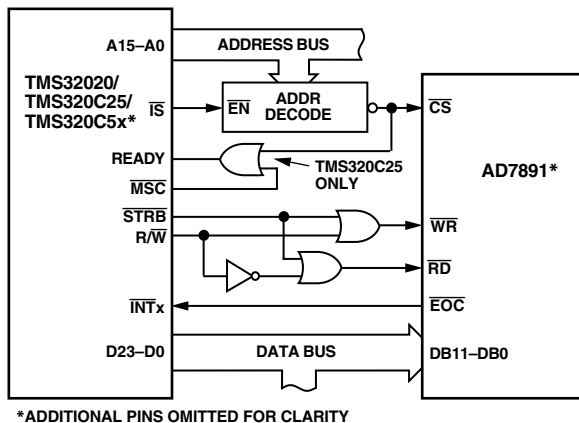 A15–A0
ADDRESS BUS
TMS32020/
TMS320C25/
TMS320C5x*
IS
EN
ADDR
DECODE
CS
READY
TMS320C25
ONLY
AD7891*
MSC
STRB
R/W
WR
RD
INTx
EOC
D23–D0
DATA BUS
DB11–DB0
*ADDITIONAL PINS OMITTED FOR CLARITY